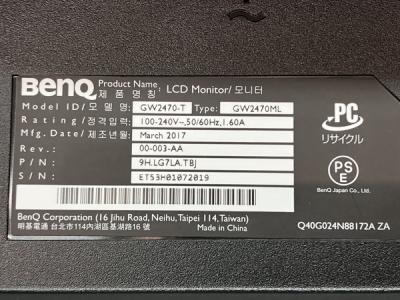 BenQ Product Name: LCD Monitor/ 모니터
제 품 명 칭:
Model ID/모 델 명: GW2470-T Type: GW2470ML
Rating/정격입력: 100-240V~,50/60Hz,1.60A
Mfg. Date/제조년월: March 2017
Rev.: 00-003-AA
P/N: 9H.LG7LA.TBJ
S/N: ET53H01072019
PC
リサイクル
PSE
BenQ Japan Co., Ltd.
BenQ Corporation (16 Jihu Road, Neihu, Taipei 114, Taiwan)
明基電通 台北市114內湖區基湖路16 號
Q40G024N88172A ZA